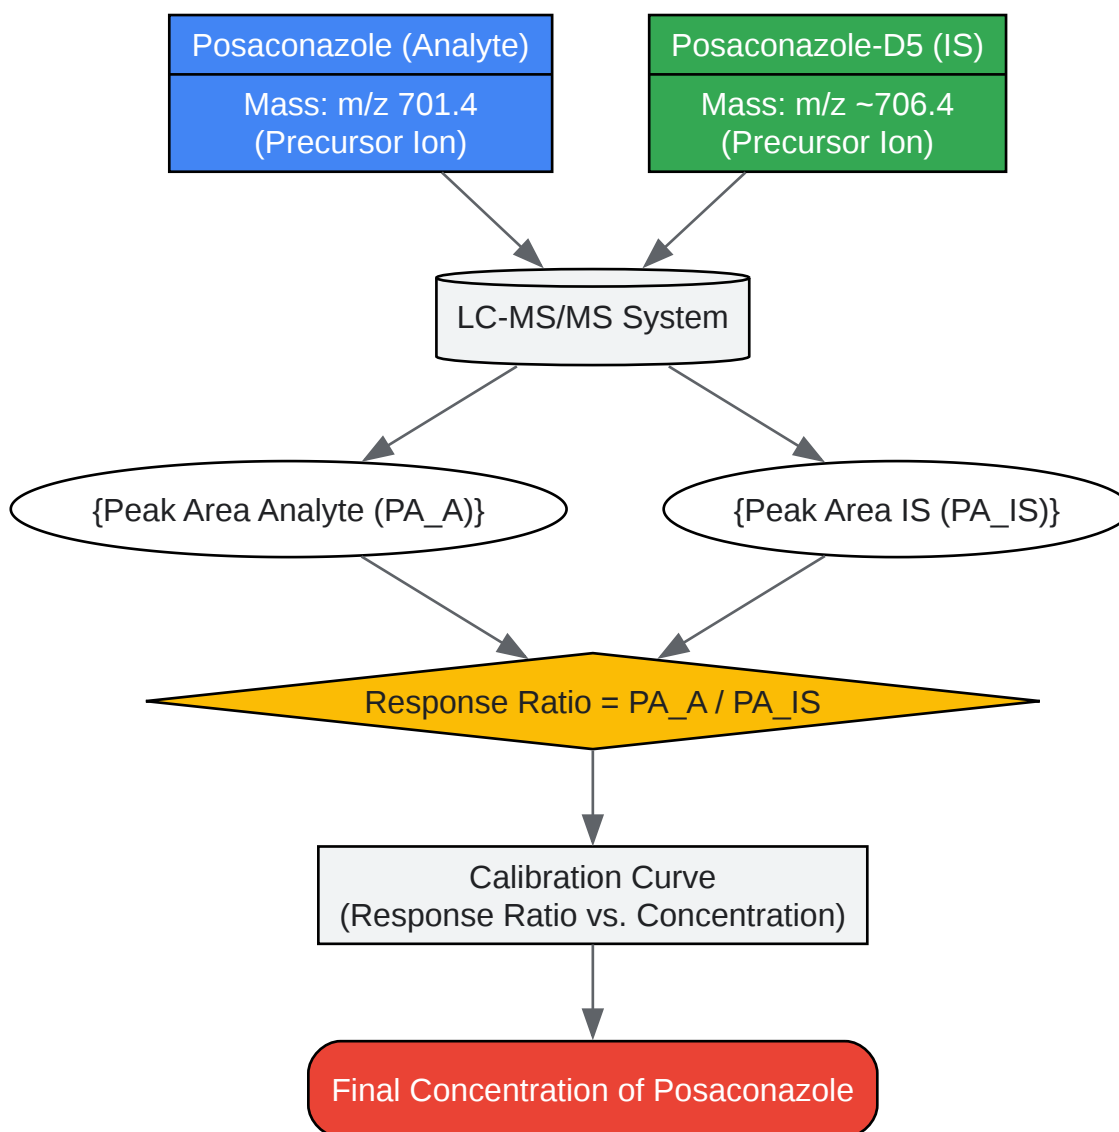 Posaconazole (Analyte)
Mass: m/z 701.4
(Precursor Ion)
Posaconazole-D5 (IS)
Mass: m/z ~706.4
(Precursor Ion)
LC-MS/MS System
{Peak Area Analyte (PA_A)}
{Peak Area IS (PA_IS)}
Response Ratio = PA_A / PA_IS
Calibration Curve
(Response Ratio vs. Concentration)
Final Concentration of Posaconazole